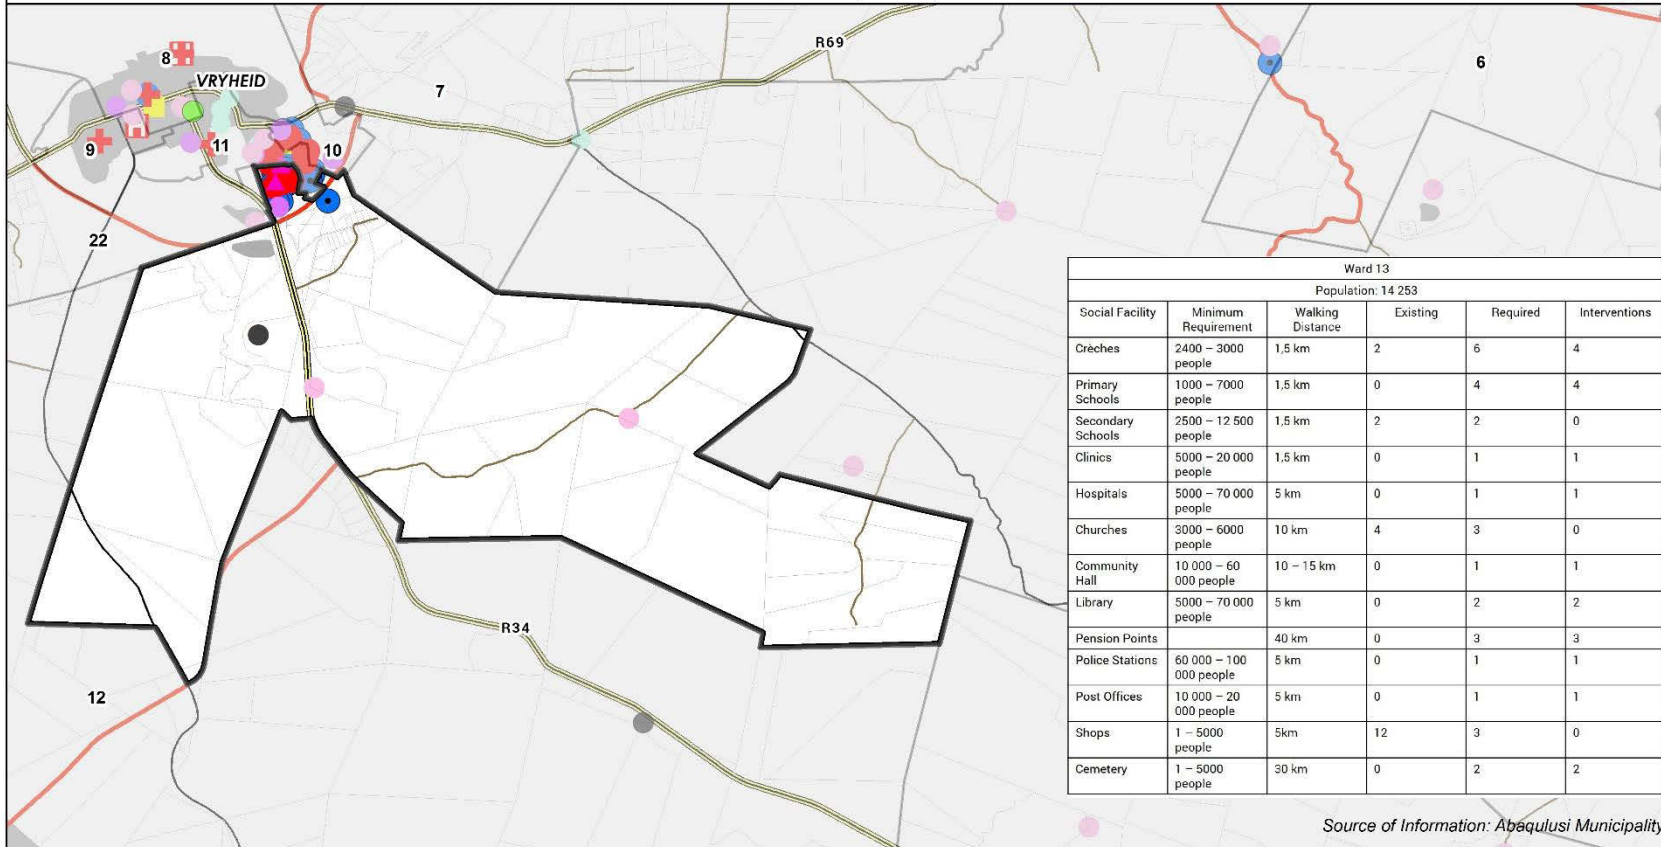 R69
8
VRYHEID
7
6
9
11
10
22
12
R34
Ward 13
Population: 14 253
Social Facility Minimum Requirement Walking Distance Existing Required Interventions
Crèches 2400 – 3000 people 1,5 km 2 6 4
Primary Schools 1000 – 7000 people 1,5 km 0 4 4
Secondary Schools 2500 – 12 500 people 1,5 km 2 2 0
Clinics 5000 – 20 000 people 1,5 km 0 1 1
Hospitals 5000 – 70 000 people 5 km 0 1 1
Churches 3000 – 6000 people 10 km 4 3 0
Community Hall 10 000 – 60 000 people 10 – 15 km 0 1 1
Library 5000 – 70 000 people 5 km 0 2 2
Pension Points 40 km 0 3 3
Police Stations 60 000 – 100 000 people 5 km 0 1 1
Post Offices 10 000 – 20 000 people 5 km 0 1 1
Shops 1 – 5000 people 5km 12 3 0
Cemetery 1 – 5000 people 30 km 0 2 2
Source of Information: Abaqulusi Municipality